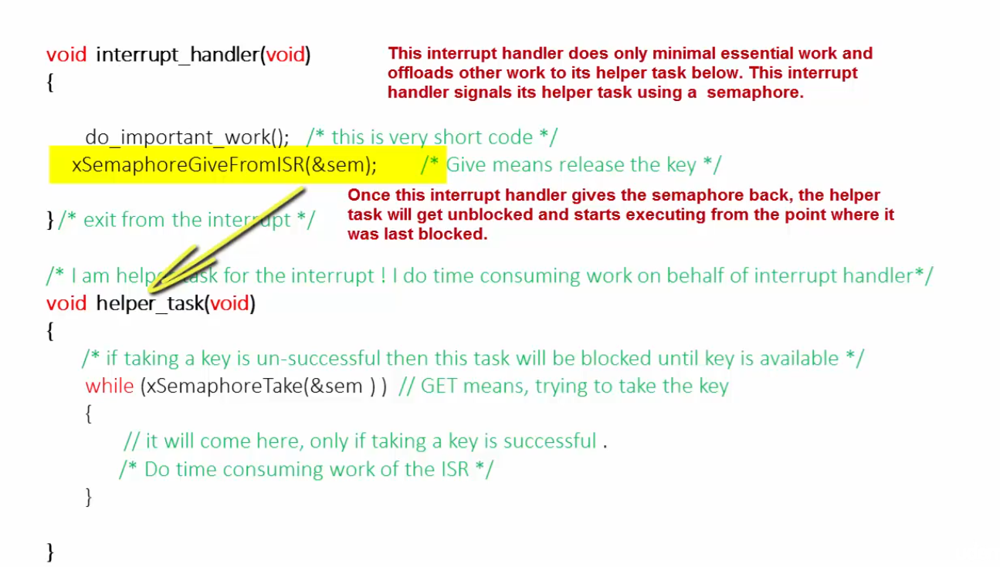 void interrupt_handler(void)
This interrupt handler does only minimal essential work and
offloads other work to its helper task below. This interrupt
handler signals its helper task using a semaphore.
{
do_important_work(); /* this is very short code */
xSemaphoreGiveFromISR(&sem); /* Give means release the key */
Once this interrupt handler gives the semaphore back, the helper
task will get unblocked and starts executing from the point where it
was last blocked.
} /* exit from the interrupt */
/* I am helper task for the interrupt ! I do time consuming work on behalf of interrupt handler*/
void helper_task(void)
{
/* if taking a key is un-successful then this task will be blocked until key is available */
while (xSemaphoreTake(&sem ) ) // GET means, trying to take the key
{
// it will come here, only if taking a key is successful .
/* Do time consuming work of the ISR */
}
}